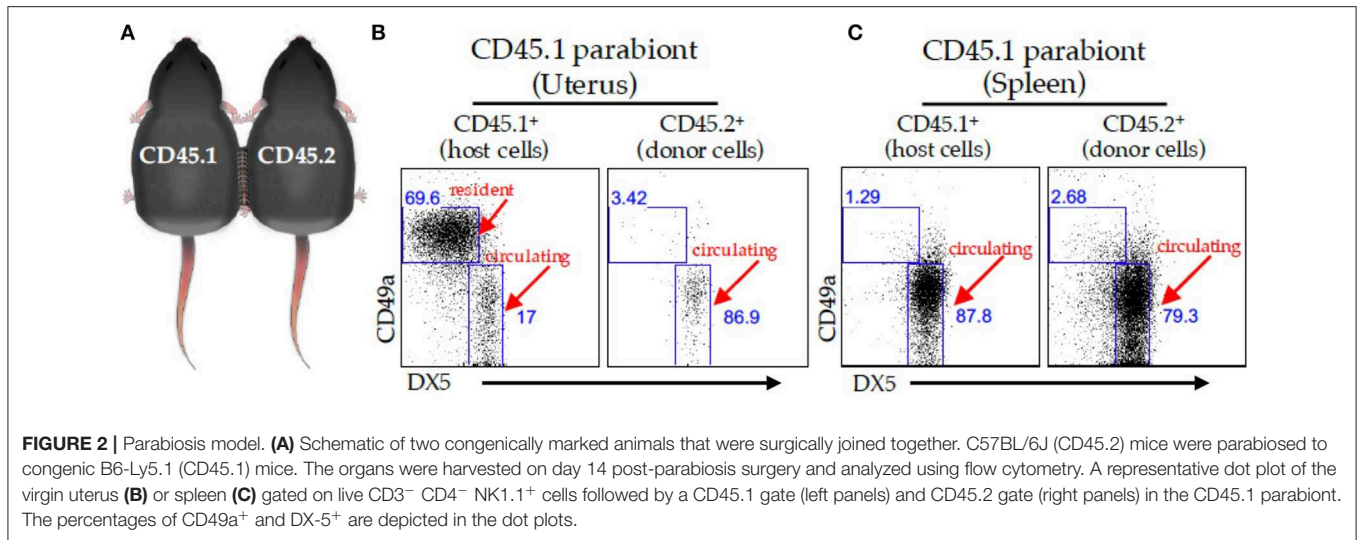 A
CD45.1
CD45.2
B
CD45.1 parabiont
(Uterus)
CD45.1⁺
(host cells)
CD45.2⁺
(donor cells)
69.6
resident
circulating
17
3.42
circulating
86.9
CD49a
DX5
C
CD45.1 parabiont
(Spleen)
CD45.1⁺
(host cells)
CD45.2⁺
(donor cells)
1.29
circulating
87.8
2.68
circulating
79.3
CD49a
DX5
FIGURE 2 | Parabiosis model. (A) Schematic of two congenically marked animals that were surgically joined together. C57BL/6J (CD45.2) mice were parabiosed to
congenic B6-Ly5.1 (CD45.1) mice. The organs were harvested on day 14 post-parabiosis surgery and analyzed using flow cytometry. A representative dot plot of the
virgin uterus (B) or spleen (C) gated on live CD3⁻ CD4⁻ NK1.1⁺ cells followed by a CD45.1 gate (left panels) and CD45.2 gate (right panels) in the CD45.1 parabiont.
The percentages of CD49a⁺ and DX-5⁺ are depicted in the dot plots.